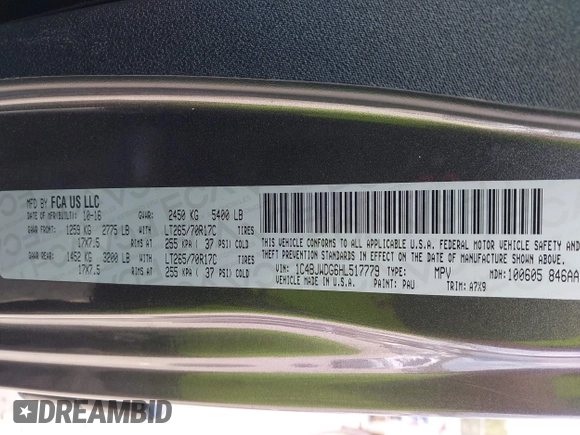 MFD BY FCA US LLC
DATE OF MFR(BUILT): 10-16 GVWR: 2450 KG 5400 LB
GAWR FRONT: 1259 KG 2775 LB WITH LT265/70R17C
17X7.5 RIMS AT 255 KPA ( 37 PSI) COLD
GAWR REAR: 1452 KG 3200 LB WITH LT265/70R17C
17X7.5 RIMS AT 255 KPA ( 37 PSI) COLD
THIS VEHICLE CONFORMS TO ALL APPLICABLE U.S.A. FEDERAL MOTOR VEHICLE SAFETY AND
THEFT PREVENTION STANDARDS IN EFFECT ON THE DATE OF MANUFACTURE SHOWN ABOVE.
VIN: 1C4BJWDG6HL517779 TYPE: MPV MDH: 100605 846AA
VEHICLE MADE IN U.S.A. PAINT: PAU TRIM: A7X9
DREAMBID